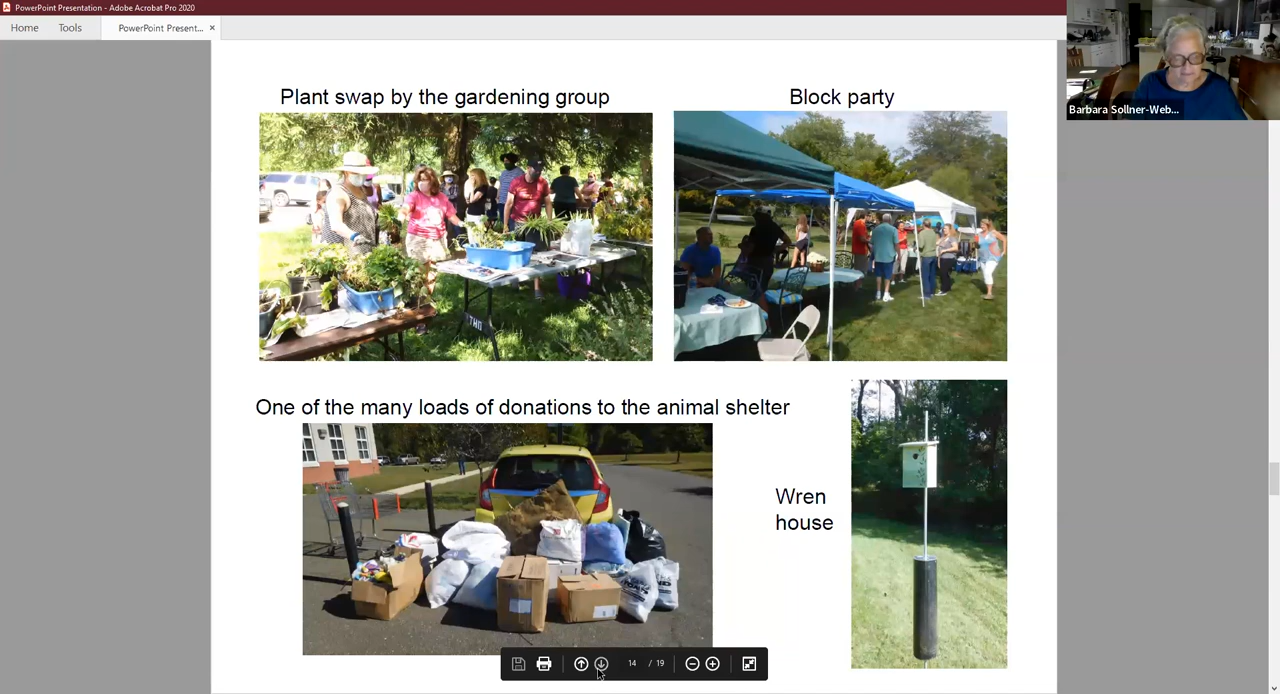 PowerPoint Presentation - Adobe Acrobat Pro 2020
Home Tools PowerPoint Present... ×
Barbara Sollner-Web...
Plant swap by the gardening group
Block party
One of the many loads of donations to the animal shelter
Wren
house
14 / 19